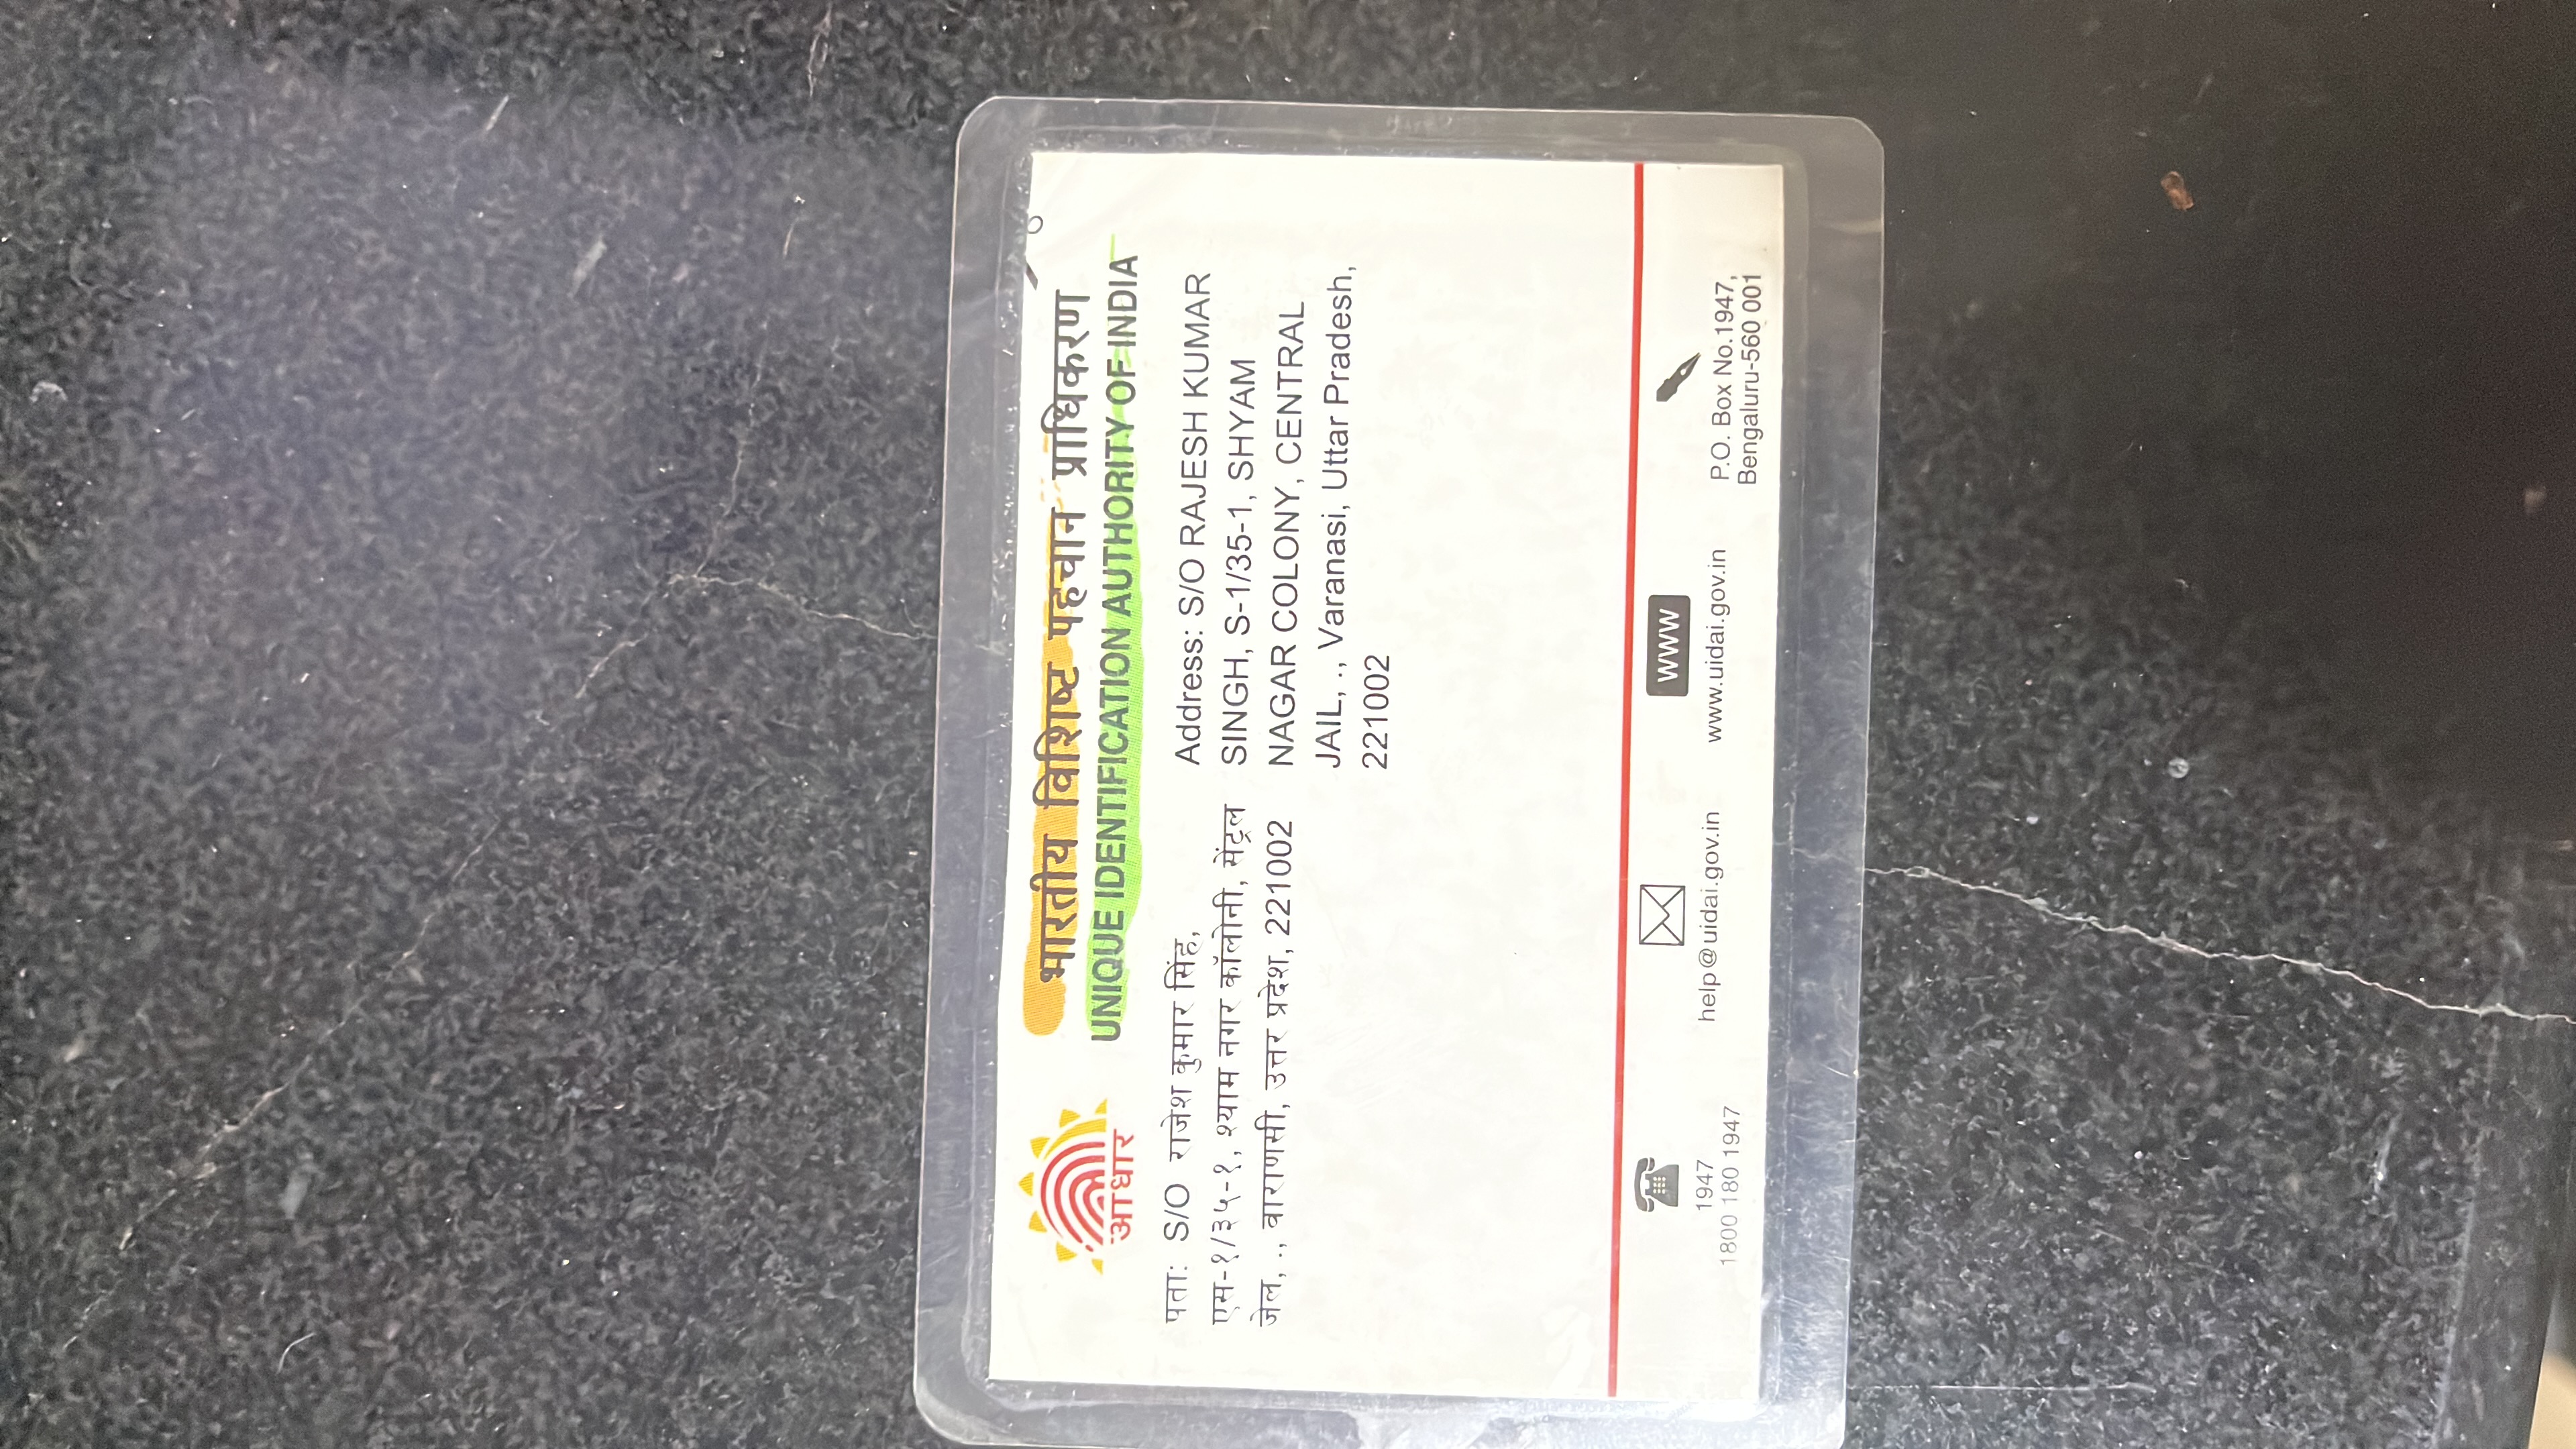 भारतीय विशिष्ट पहचान प्राधिकरण
UNIQUE IDENTIFICATION AUTHORITY OF INDIA
आधार
पता: S/O राजेश कुमार सिंह,
एस-१/३५-१, श्याम नगर कॉलोनी, सेंट्रल
जेल, ., वाराणसी, उत्तर प्रदेश, 221002
Address: S/O RAJESH KUMAR
SINGH, S-1/35-1, SHYAM
NAGAR COLONY, CENTRAL
JAIL, ., Varanasi, Uttar Pradesh,
221002
1947
1800 180 1947
help@uidai.gov.in
WWW
www.uidai.gov.in
P.O. Box No.1947,
Bengaluru-560 001